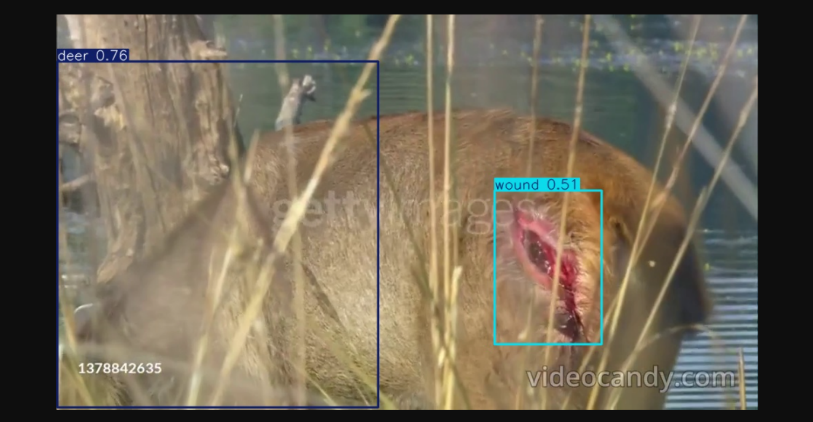 deer 0.76
wound 0.51
gettyimages
1378842635
videocandy.com